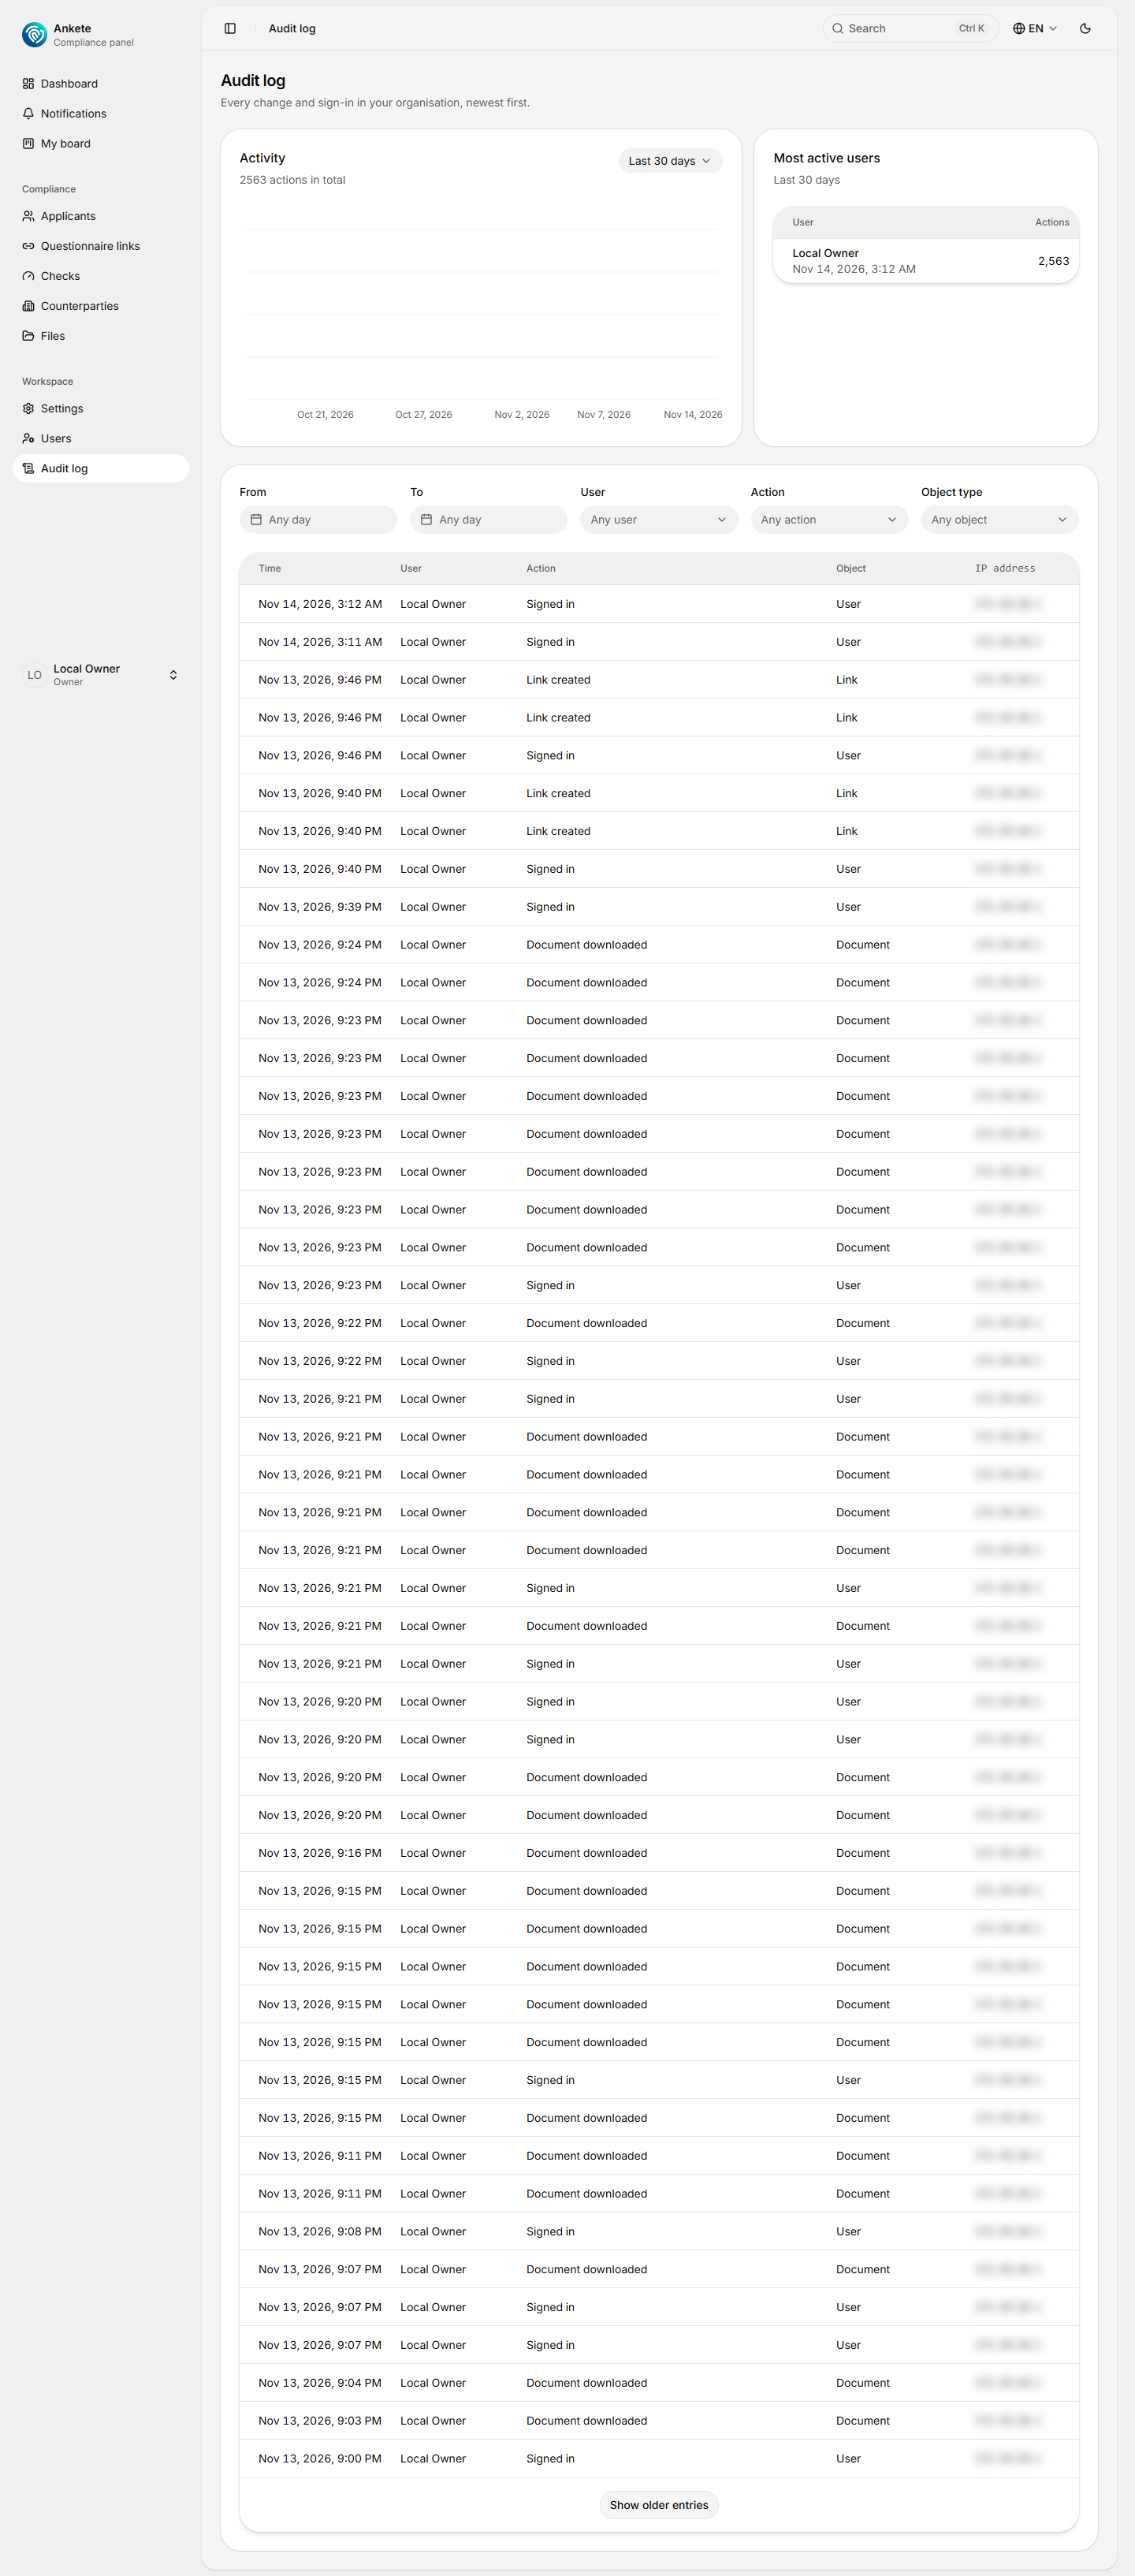 Ankete
Compliance panel
Dashboard
Notifications
My board
Compliance
Applicants
Questionnaire links
Checks
Counterparties
Files
Workspace
Settings
Users
Audit log
LO
Local Owner
Owner
Audit log
Search Ctrl K
EN
Audit log
Every change and sign-in in your organisation, newest first.
Activity
2563 actions in total
Last 30 days
Oct 21, 2026 Oct 27, 2026 Nov 2, 2026 Nov 7, 2026 Nov 14, 2026
Most active users
Last 30 days
User Actions
Local Owner
Nov 14, 2026, 3:12 AM
2,563
From To User Action Object type
Any day Any day Any user Any action Any object
Time User Action Object IP address
Nov 14, 2026, 3:12 AM Local Owner Signed in User
Nov 14, 2026, 3:11 AM Local Owner Signed in User
Nov 13, 2026, 9:46 PM Local Owner Link created Link
Nov 13, 2026, 9:46 PM Local Owner Link created Link
Nov 13, 2026, 9:46 PM Local Owner Signed in User
Nov 13, 2026, 9:40 PM Local Owner Link created Link
Nov 13, 2026, 9:40 PM Local Owner Link created Link
Nov 13, 2026, 9:40 PM Local Owner Signed in User
Nov 13, 2026, 9:39 PM Local Owner Signed in User
Nov 13, 2026, 9:24 PM Local Owner Document downloaded Document
Nov 13, 2026, 9:24 PM Local Owner Document downloaded Document
Nov 13, 2026, 9:23 PM Local Owner Document downloaded Document
Nov 13, 2026, 9:23 PM Local Owner Document downloaded Document
Nov 13, 2026, 9:23 PM Local Owner Document downloaded Document
Nov 13, 2026, 9:23 PM Local Owner Document downloaded Document
Nov 13, 2026, 9:23 PM Local Owner Document downloaded Document
Nov 13, 2026, 9:23 PM Local Owner Document downloaded Document
Nov 13, 2026, 9:23 PM Local Owner Document downloaded Document
Nov 13, 2026, 9:23 PM Local Owner Signed in User
Nov 13, 2026, 9:22 PM Local Owner Document downloaded Document
Nov 13, 2026, 9:22 PM Local Owner Signed in User
Nov 13, 2026, 9:21 PM Local Owner Signed in User
Nov 13, 2026, 9:21 PM Local Owner Document downloaded Document
Nov 13, 2026, 9:21 PM Local Owner Document downloaded Document
Nov 13, 2026, 9:21 PM Local Owner Document downloaded Document
Nov 13, 2026, 9:21 PM Local Owner Document downloaded Document
Nov 13, 2026, 9:21 PM Local Owner Signed in User
Nov 13, 2026, 9:21 PM Local Owner Document downloaded Document
Nov 13, 2026, 9:21 PM Local Owner Signed in User
Nov 13, 2026, 9:20 PM Local Owner Signed in User
Nov 13, 2026, 9:20 PM Local Owner Signed in User
Nov 13, 2026, 9:20 PM Local Owner Document downloaded Document
Nov 13, 2026, 9:20 PM Local Owner Document downloaded Document
Nov 13, 2026, 9:16 PM Local Owner Document downloaded Document
Nov 13, 2026, 9:15 PM Local Owner Document downloaded Document
Nov 13, 2026, 9:15 PM Local Owner Document downloaded Document
Nov 13, 2026, 9:15 PM Local Owner Document downloaded Document
Nov 13, 2026, 9:15 PM Local Owner Document downloaded Document
Nov 13, 2026, 9:15 PM Local Owner Document downloaded Document
Nov 13, 2026, 9:15 PM Local Owner Signed in User
Nov 13, 2026, 9:15 PM Local Owner Document downloaded Document
Nov 13, 2026, 9:11 PM Local Owner Document downloaded Document
Nov 13, 2026, 9:11 PM Local Owner Document downloaded Document
Nov 13, 2026, 9:08 PM Local Owner Signed in User
Nov 13, 2026, 9:07 PM Local Owner Document downloaded Document
Nov 13, 2026, 9:07 PM Local Owner Signed in User
Nov 13, 2026, 9:07 PM Local Owner Signed in User
Nov 13, 2026, 9:04 PM Local Owner Document downloaded Document
Nov 13, 2026, 9:03 PM Local Owner Document downloaded Document
Nov 13, 2026, 9:00 PM Local Owner Signed in User
Show older entries